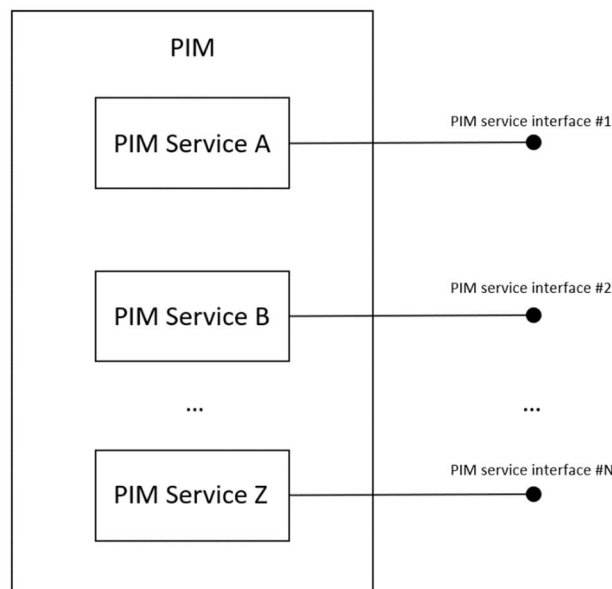 PIM
PIM Service A
PIM service interface #1
PIM Service B
PIM service interface #2
...
...
PIM Service Z
PIM service interface #N